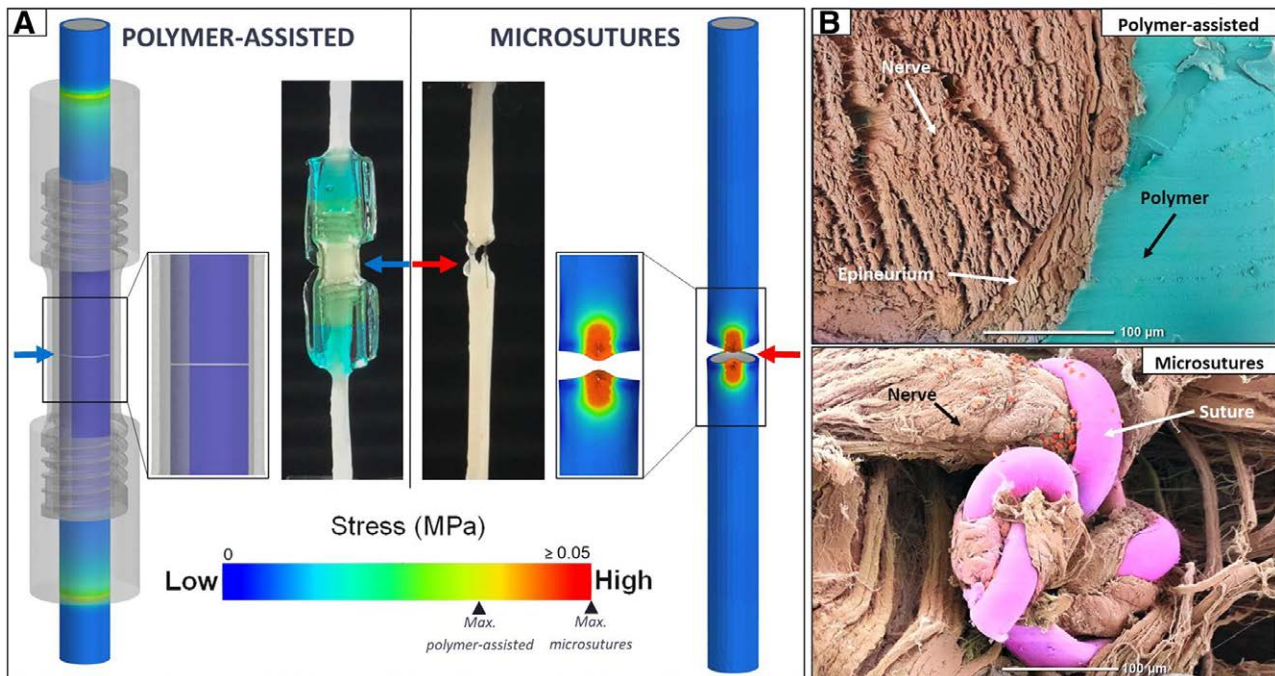 A
POLYMER-ASSISTED
MICROSUTURES
Stress (MPa)
0
≥ 0.05
Low
High
Max.
polymer-assisted
Max.
microsutures
B
Polymer-assisted
Nerve
Polymer
Epineurium
100 µm
Microsutures
Nerve
Suture
100 µm